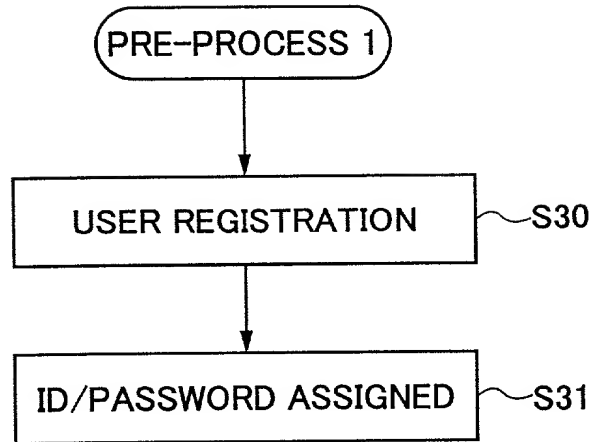 PRE-PROCESS 1
USER REGISTRATION S30
ID/PASSWORD ASSIGNED S31